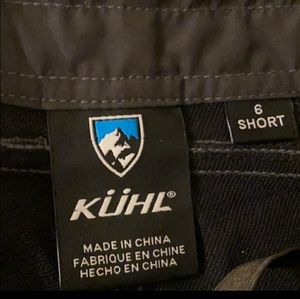 KÜHL®
MADE IN CHINA
FABRIQUE EN CHINE
HECHO EN CHINA
6
SHORT